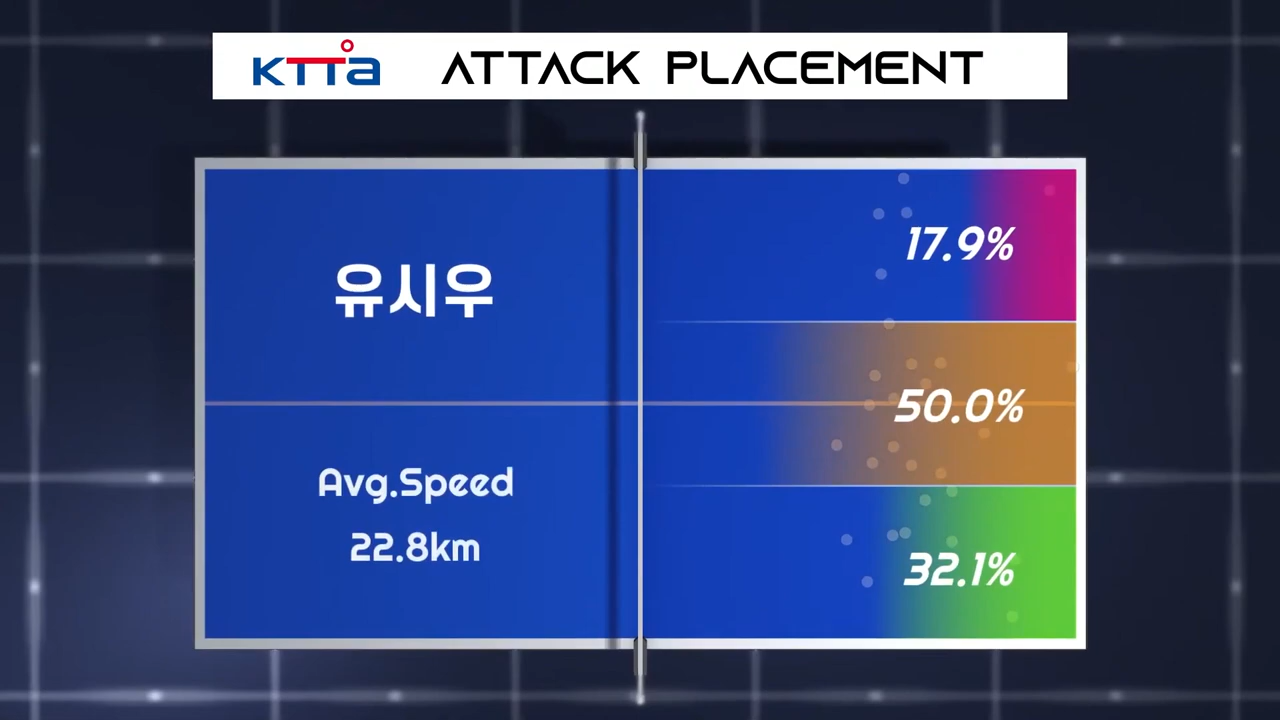 KTTa ATTACK PLACEMENT
유시우
Avg.Speed
22.8km
17.9%
50.0%
32.1%